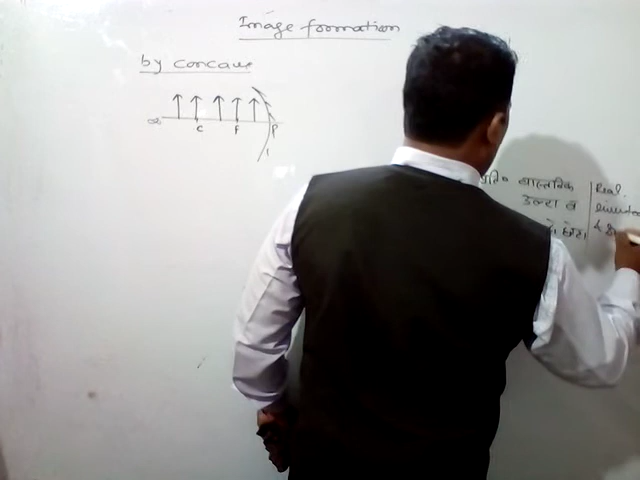 Image formation
by concave
∞ C F P
वास्तविक
उल्टा व
छोटा
Real.
&